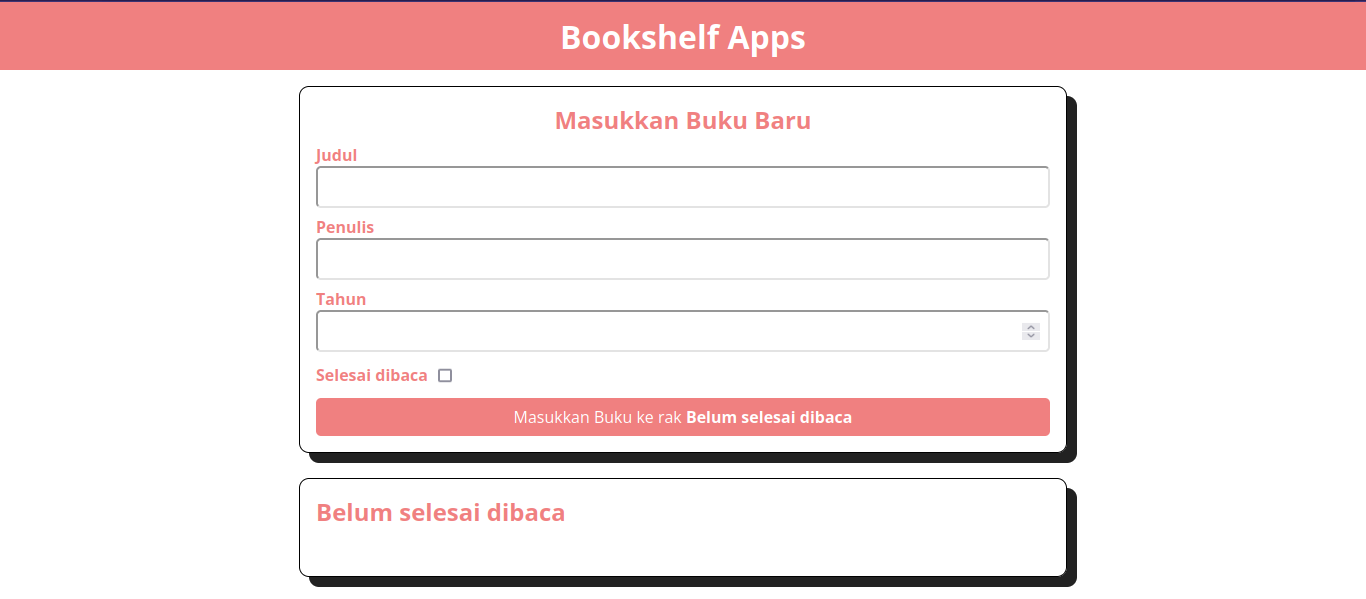 Bookshelf Apps
Masukkan Buku Baru
Judul
Penulis
Tahun
Selesai dibaca
Masukkan Buku ke rak Belum selesai dibaca
Belum selesai dibaca